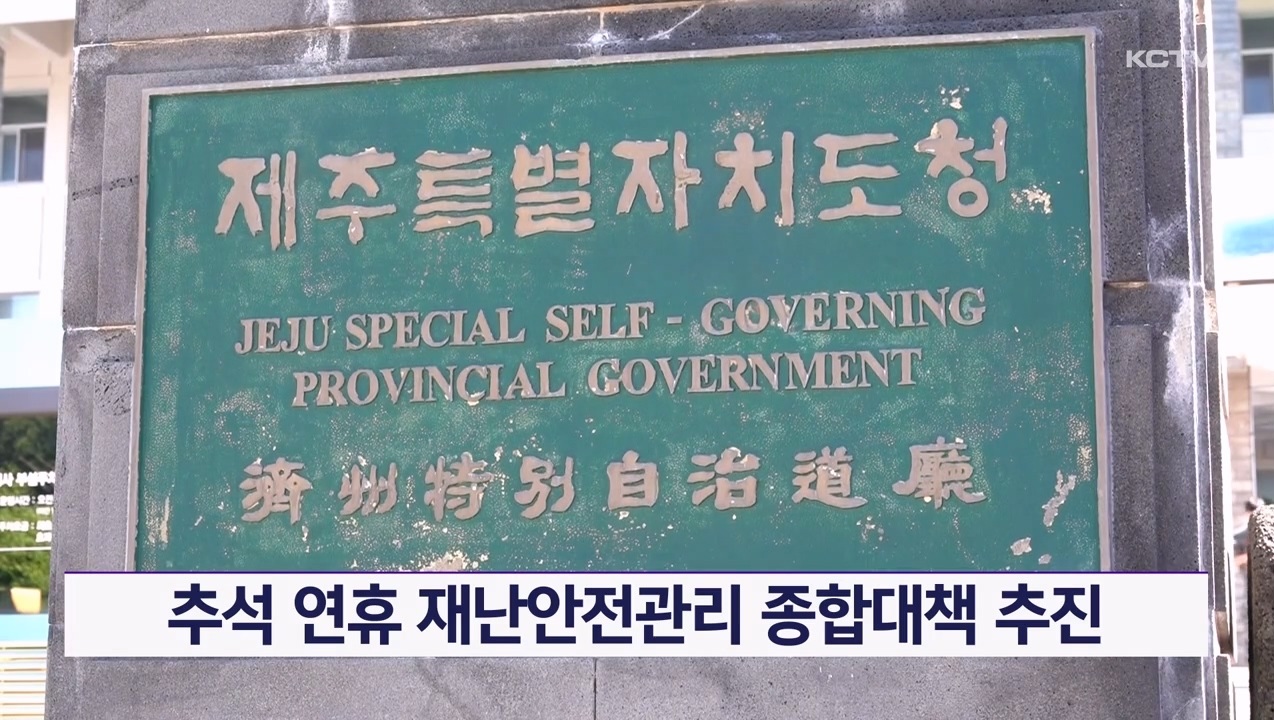 KCTV
제주특별자치도청
JEJU SPECIAL SELF - GOVERNING
PROVINCIAL GOVERNMENT
濟州特別自治道廳
추석 연휴 재난안전관리 종합대책 추진